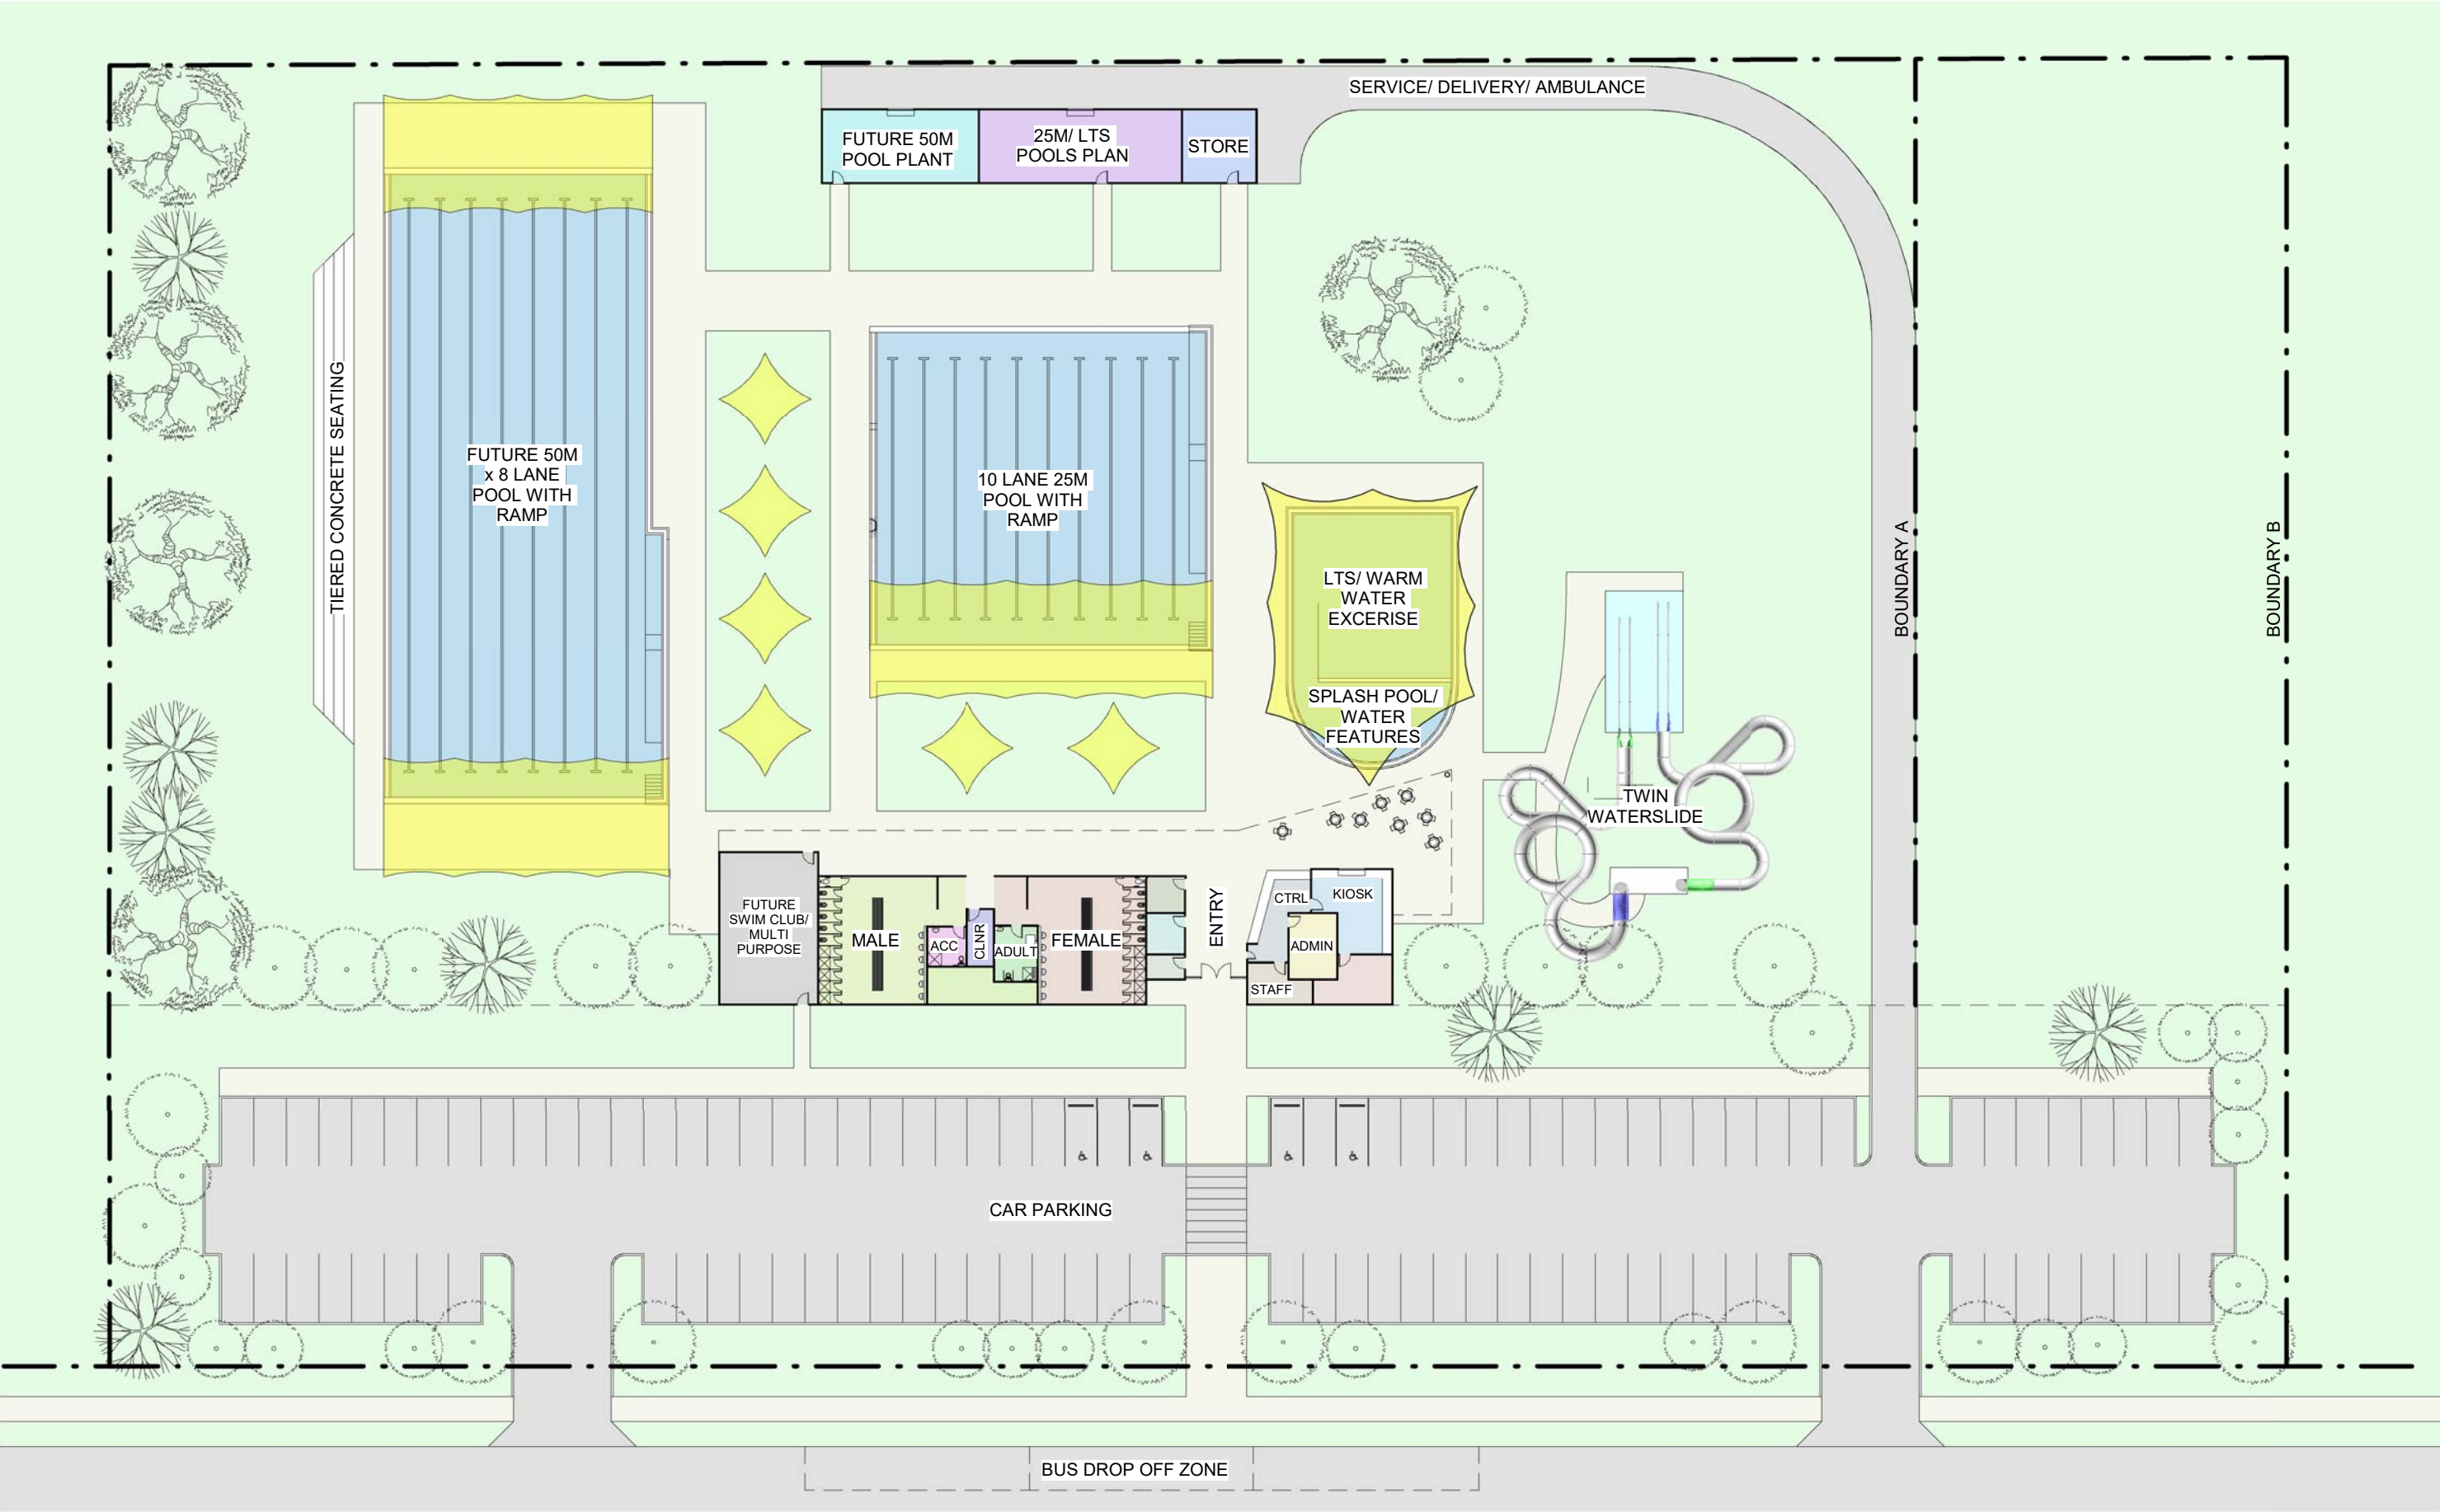 SERVICE/ DELIVERY/ AMBULANCE
FUTURE 50M
POOL PLANT
25M/ LTS
POOLS PLAN
STORE
TIERED CONCRETE SEATING
FUTURE 50M
x 8 LANE
POOL WITH
RAMP
10 LANE 25M
POOL WITH
RAMP
LTS/ WARM
WATER
EXCERISE
SPLASH POOL/
WATER
FEATURES
BOUNDARY A
BOUNDARY B
TWIN
WATERSLIDE
FUTURE
SWIM CLUB/
MULTI
PURPOSE
MALE
ACC
CLNR
ADULT
FEMALE
ENTRY
CTRL
KIOSK
ADMIN
STAFF
CAR PARKING
BUS DROP OFF ZONE